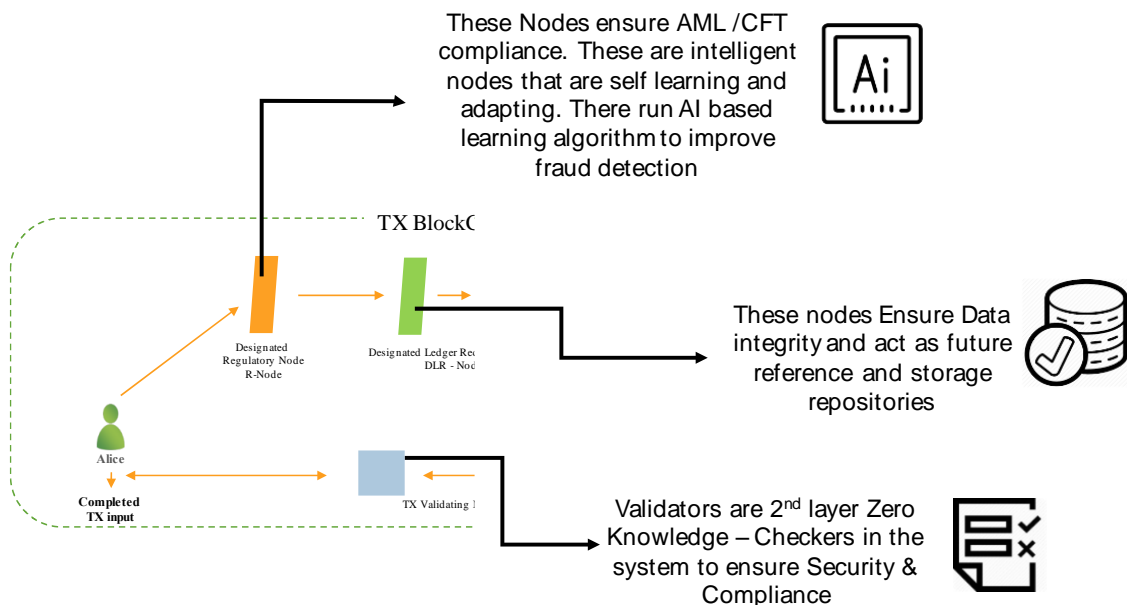 These Nodes ensure AML /CFT
compliance. These are intelligent
nodes that are self learning and
adapting. There run AI based
learning algorithm to improve
fraud detection
Ai
TX Block
Designated
Regulatory Node
R-Node
Designated Ledger
DLR -
These nodes Ensure Data
integrity and act as future
reference and storage
repositories
Alice
Completed
TX input
TX Validating
Validators are 2nd layer Zero
Knowledge – Checkers in the
system to ensure Security &
Compliance